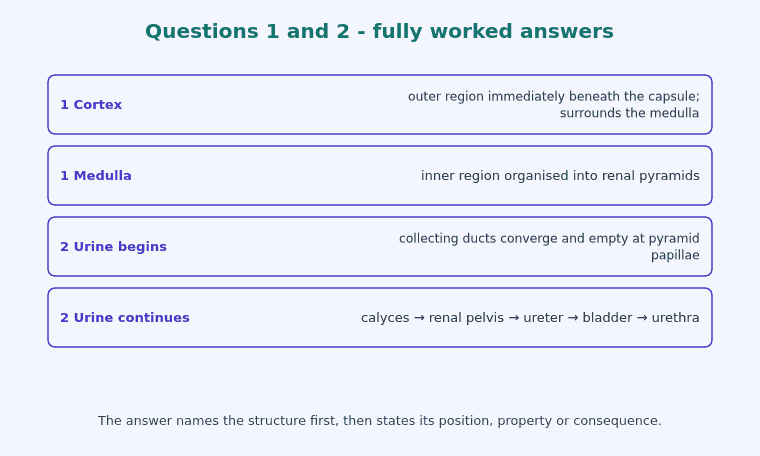 Questions 1 and 2 - fully worked answers
1 Cortex
outer region immediately beneath the capsule;
surrounds the medulla
1 Medulla
inner region organised into renal pyramids
2 Urine begins
collecting ducts converge and empty at pyramid
papillae
2 Urine continues
calyces → renal pelvis → ureter → bladder → urethra
The answer names the structure first, then states its position, property or consequence.